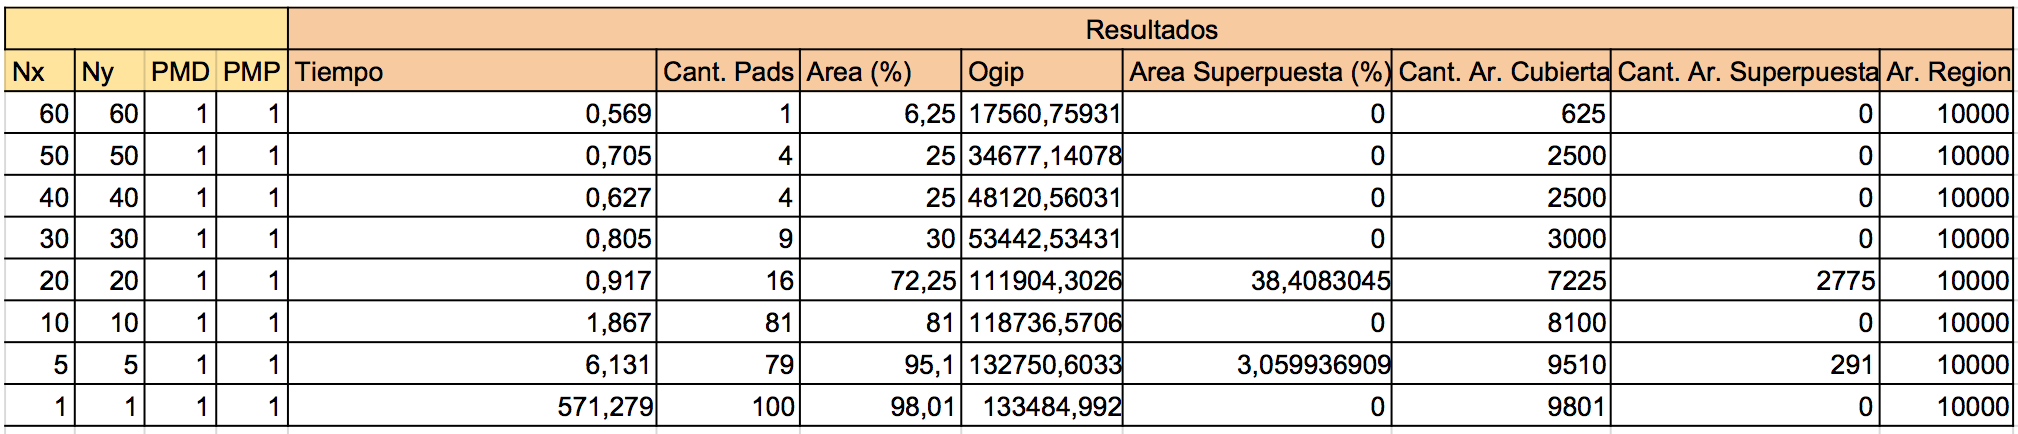 Resultados
Nx Ny PMD PMP Tiempo Cant. Pads Area (%) Ogip Area Superpuesta (%) Cant. Ar. Cubierta Cant. Ar. Superpuesta Ar. Region
60 60 1 1 0,569 1 6,25 17560,75931 0 625 0 10000
50 50 1 1 0,705 4 25 34677,14078 0 2500 0 10000
40 40 1 1 0,627 4 25 48120,56031 0 2500 0 10000
30 30 1 1 0,805 9 30 53442,53431 0 3000 0 10000
20 20 1 1 0,917 16 72,25 111904,3026 38,4083045 7225 2775 10000
10 10 1 1 1,867 81 81 118736,5706 0 8100 0 10000
5 5 1 1 6,131 79 95,1 132750,6033 3,059936909 9510 291 10000
1 1 1 1 571,279 100 98,01 133484,992 0 9801 0 10000